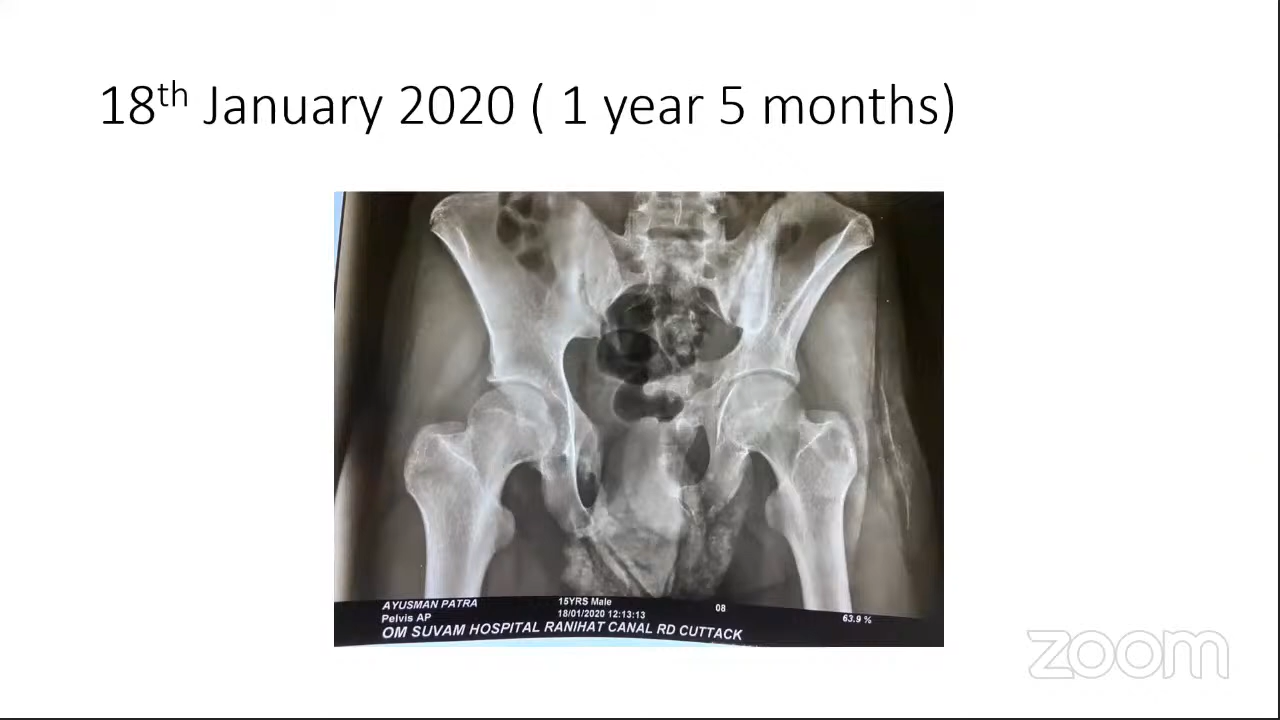 18th January 2020 ( 1 year 5 months)
AYUSMAN PATRA
15YRS Male
08
Pelvis AP
18/01/2020 12:13:13
63.9 %
OM SUVAM HOSPITAL RANIHAT CANAL RD CUTTACK
zoom